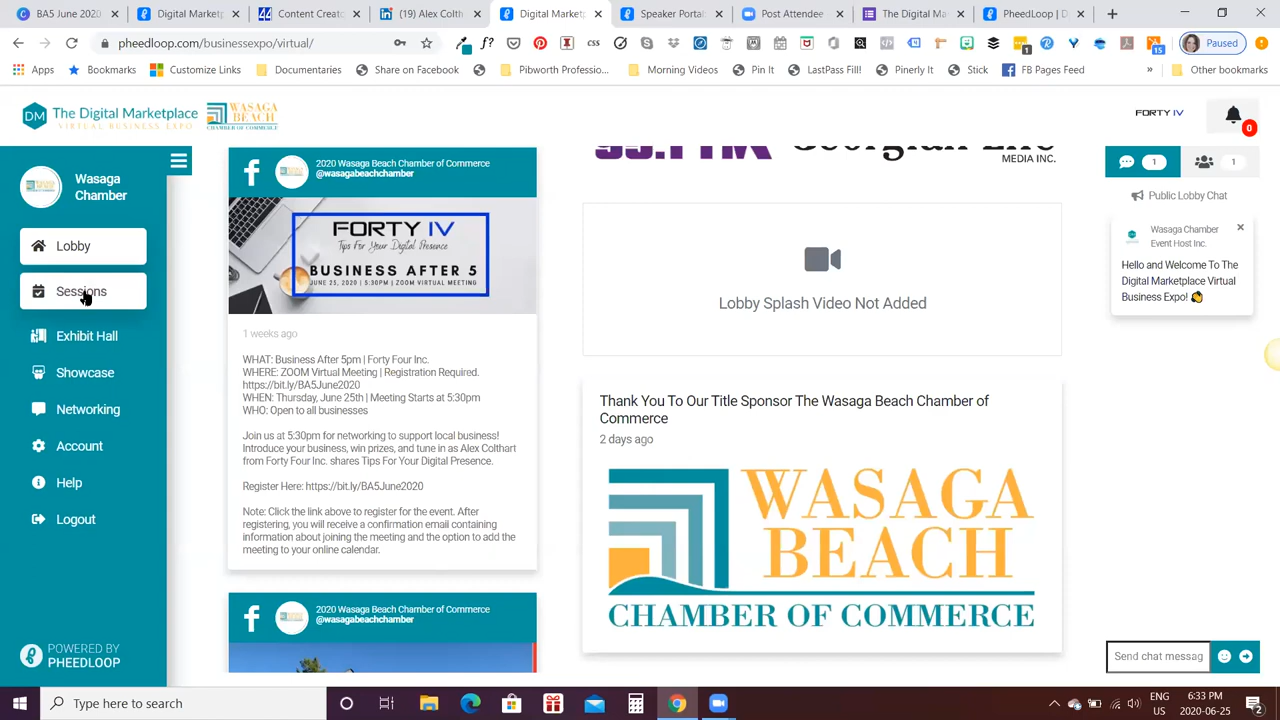 BA5 June 2020
Digital Marketp
Content Creato
(19) Alex Colth
Digital Marketp
Speaker Portal
Post Attendee
The Digital Ma
PheedLoop | D
pheedloop.com/businessexpo/virtual/
CSS
Paused
Apps
Bookmarks
Customize Links
Documentaries
Share on Facebook
Pibworth Professio...
Morning Videos
Pin It
LastPass Fill!
Pinerly It
Stick
FB Pages Feed
Other bookmarks
DM The Digital Marketplace
VIRTUAL BUSINESS EXPO
WASAGA
BEACH
CHAMBER OF COMMERCE
FORTY IV
0
Wasaga
Chamber
Lobby
Sessions
Exhibit Hall
Showcase
Networking
Account
Help
Logout
POWERED BY
PHEEDLOOP
2020 Wasaga Beach Chamber of Commerce
@wasagabeachchamber
FORTY IV
Tips For Your Digital Presence
BUSINESS AFTER 5
JUNE 25, 2020 | 5:30PM | ZOOM VIRTUAL MEETING
1 weeks ago
WHAT: Business After 5pm | Forty Four Inc.
WHERE: ZOOM Virtual Meeting | Registration Required.
https://bit.ly/BA5June2020
WHEN: Thursday, June 25th | Meeting Starts at 5:30pm
WHO: Open to all businesses
Join us at 5:30pm for networking to support local business!
Introduce your business, win prizes, and tune in as Alex Colthart
from Forty Four Inc. shares Tips For Your Digital Presence.
Register Here: https://bit.ly/BA5June2020
Note: Click the link above to register for the event. After
registering, you will receive a confirmation email containing
information about joining the meeting and the option to add the
meeting to your online calendar.
2020 Wasaga Beach Chamber of Commerce
@wasagabeachchamber
MEDIA INC.
Lobby Splash Video Not Added
Thank You To Our Title Sponsor The Wasaga Beach Chamber of
Commerce
2 days ago
WASAGA
BEACH
CHAMBER OF COMMERCE
1
1
Public Lobby Chat
Wasaga Chamber
Event Host Inc.
Hello and Welcome To The
Digital Marketplace Virtual
Business Expo!
Send chat messag
Type here to search
ENG
US
6:33 PM
2020-06-25
2